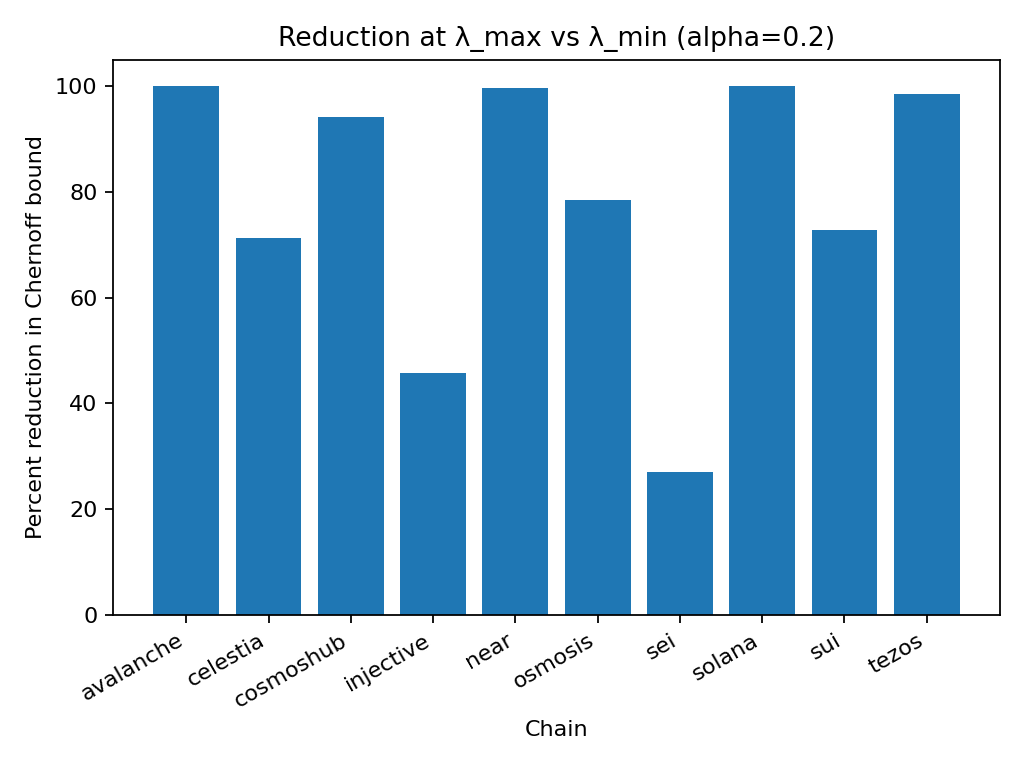 Reduction at λ_max vs λ_min (alpha=0.2)
Percent reduction in Chernoff bound
100
80
60
40
20
0
avalanche
celestia
cosmoshub
injective
near
osmosis
sei
solana
sui
tezos
Chain